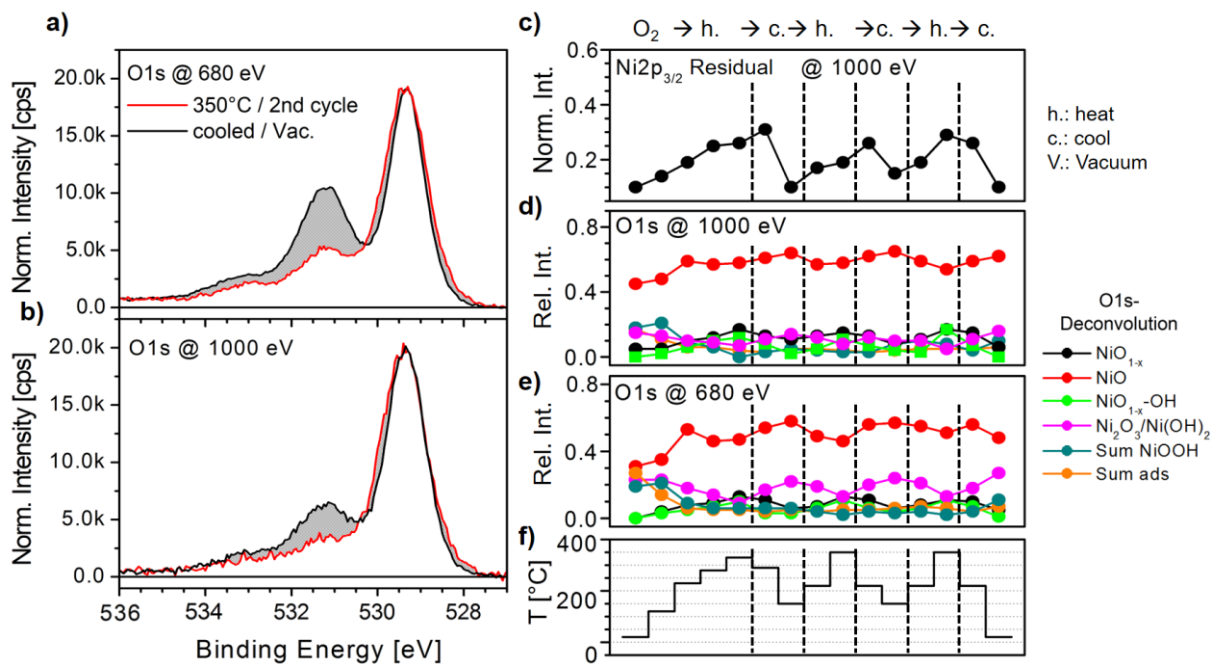 a)
O1s @ 680 eV
350°C / 2nd cycle
cooled / Vac.
Norm. Intensity [cps]
20.0k
15.0k
10.0k
5.0k
0.0
b)
O1s @ 1000 eV
Norm. Intensity [cps]
20.0k
15.0k
10.0k
5.0k
0.0
536
534
532
530
528
Binding Energy [eV]
c)
O₂ → h. → c. → h. → c. → h. → c.
Ni2p₃/₂ Residual @ 1000 eV
Norm. Int.
0.6
0.4
0.2
h.: heat
c.: cool
V.: Vacuum
d)
O1s @ 1000 eV
Rel. Int.
0.8
0.4
0.0
e)
O1s @ 680 eV
Rel. Int.
0.8
0.4
0.0
f)
T [°C]
400
200
0
O1s-
Deconvolution
NiO₁₋ₓ
NiO
NiO₁₋ₓ-OH
Ni₂O₃/Ni(OH)₂
Sum NiOOH
Sum ads